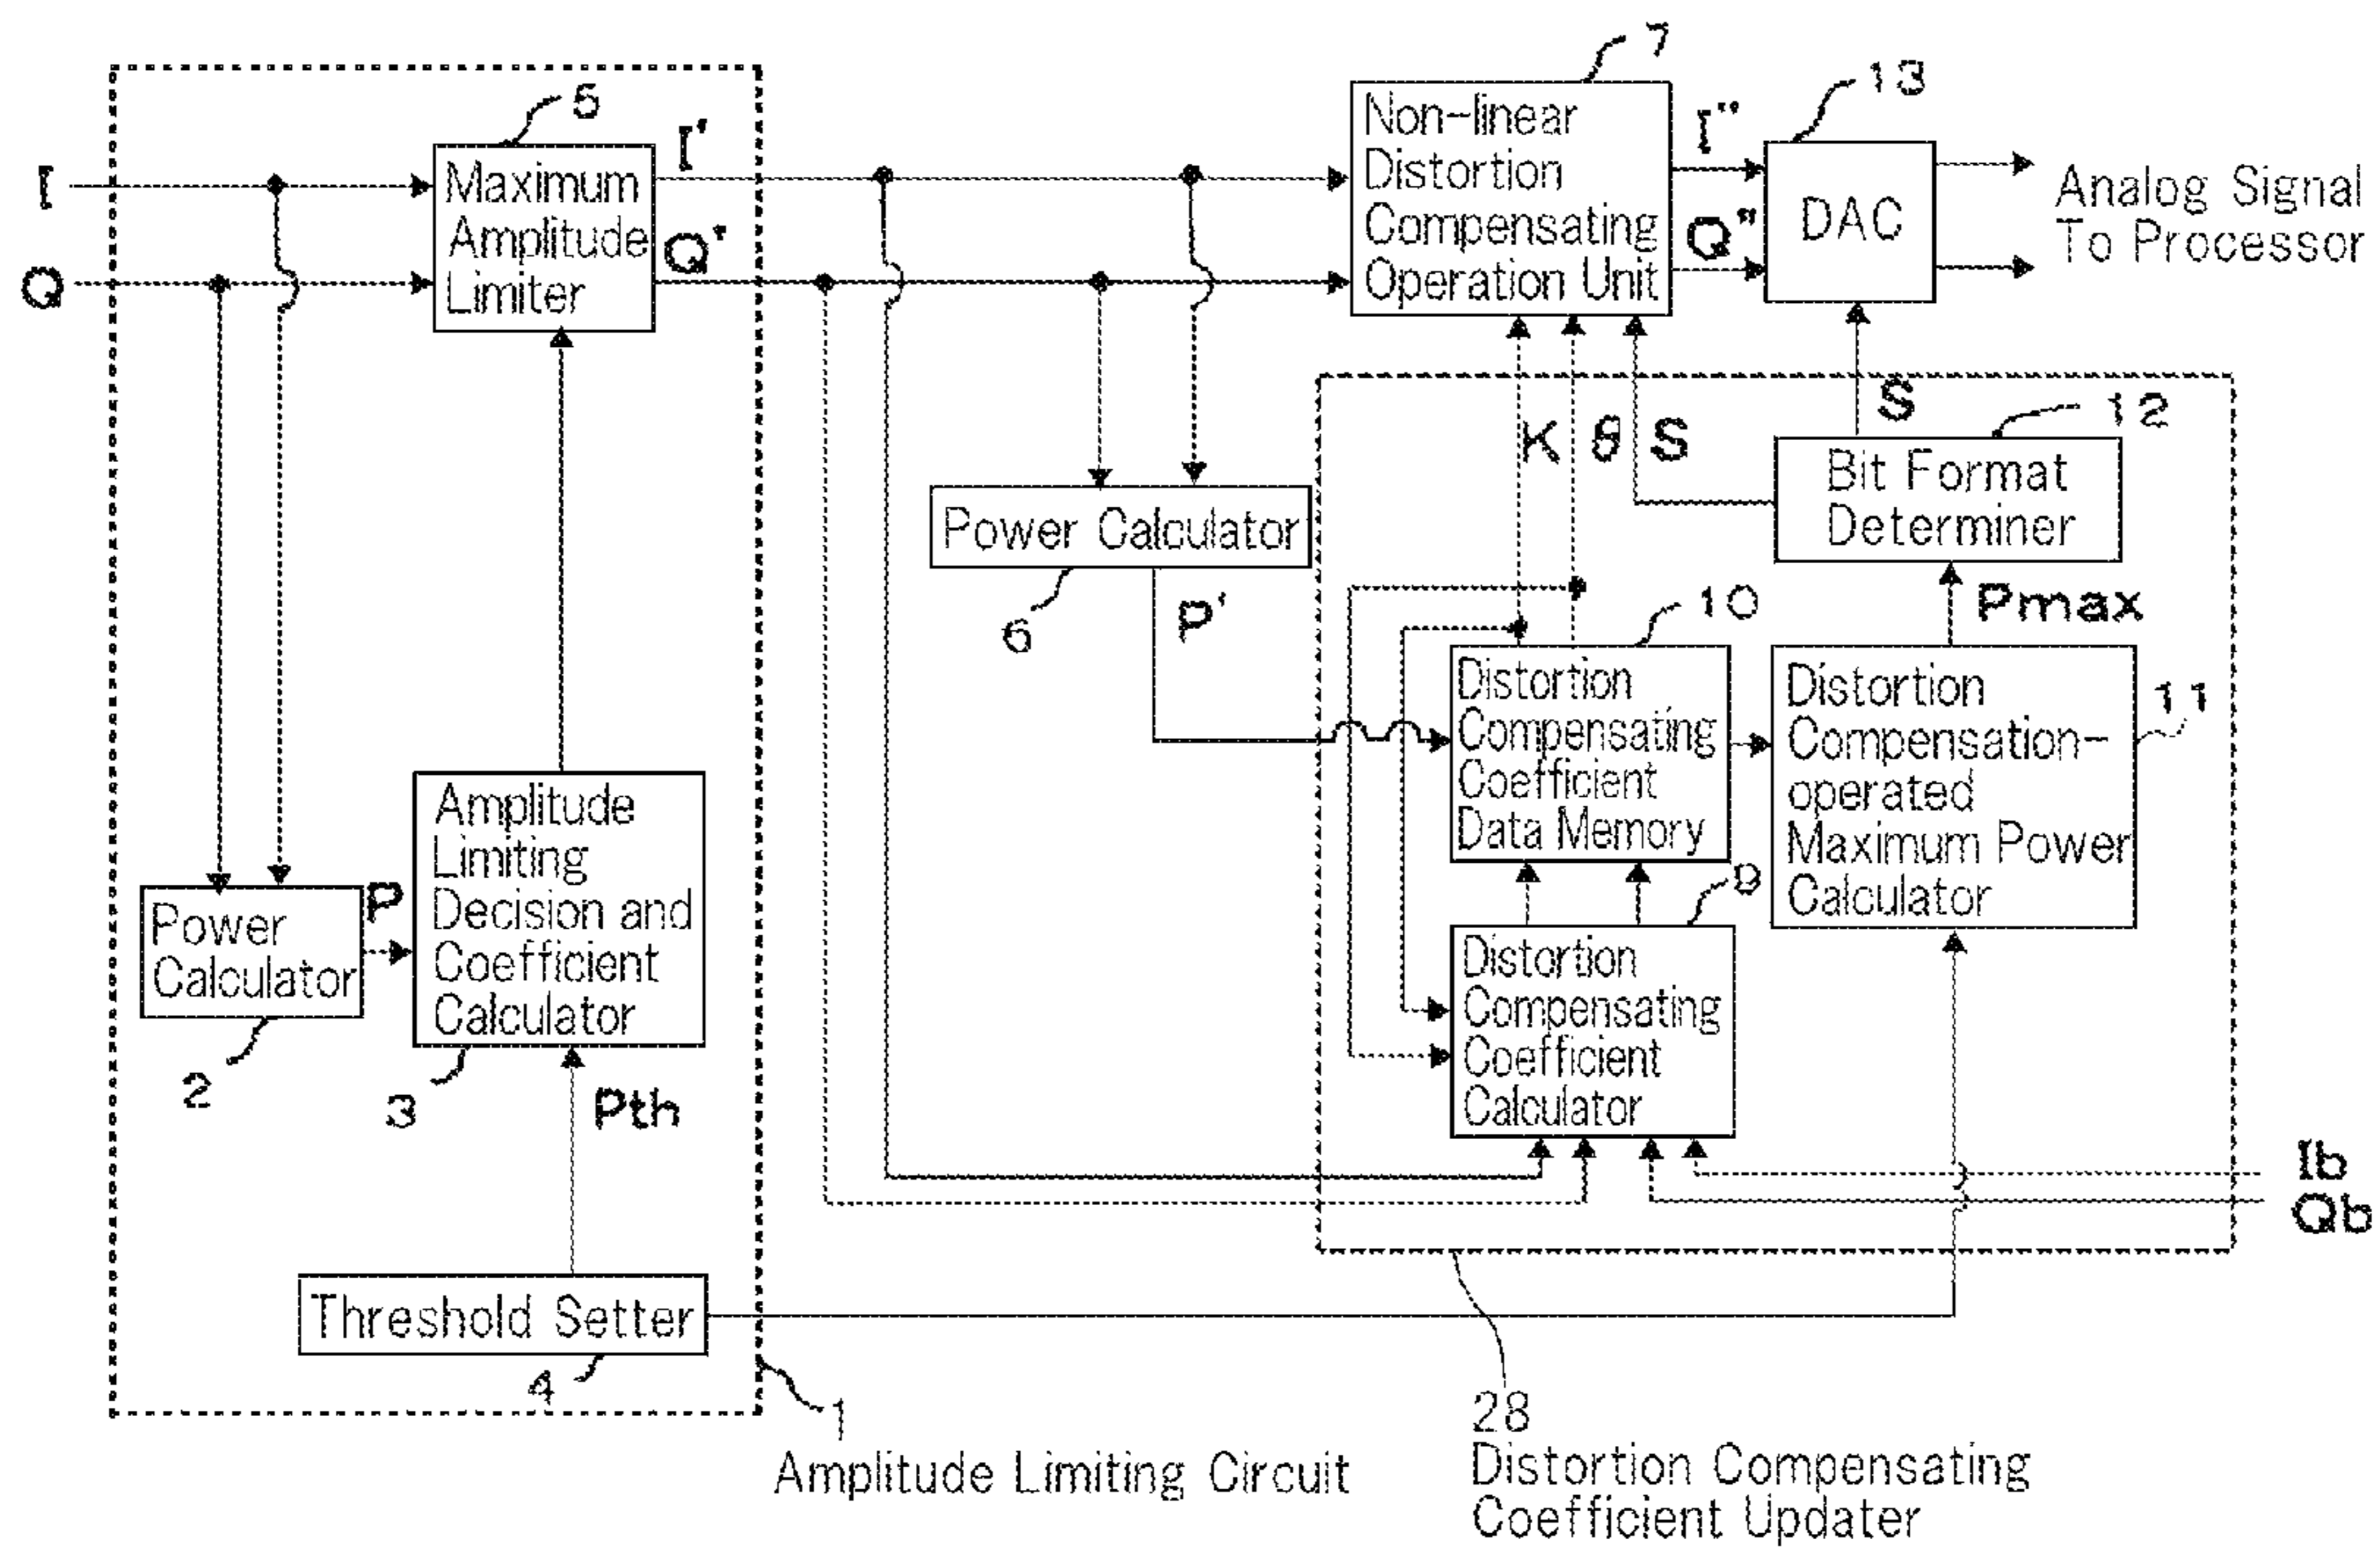 7
13
5
I
Q
Maximum
Amplitude
Limiter
I'
Q'
Non-linear
Distortion
Compensating
Operation Unit
I"
Q"
DAC
Analog Signal
To Processor
K θ S
S
12
Bit Format
Determiner
Power Calculator
6
P'
Pmax
10
Distortion
Compensating
Coefficient
Data Memory
11
Distortion
Compensation-
operated
Maximum Power
Calculator
9
Distortion
Compensating
Coefficient
Calculator
Power
Calculator
2
P
Amplitude
Limiting
Decision and
Coefficient
Calculator
3
Pth
Threshold Setter
4
Ib
Qb
1
Amplitude Limiting Circuit
28
Distortion Compensating
Coefficient Updater